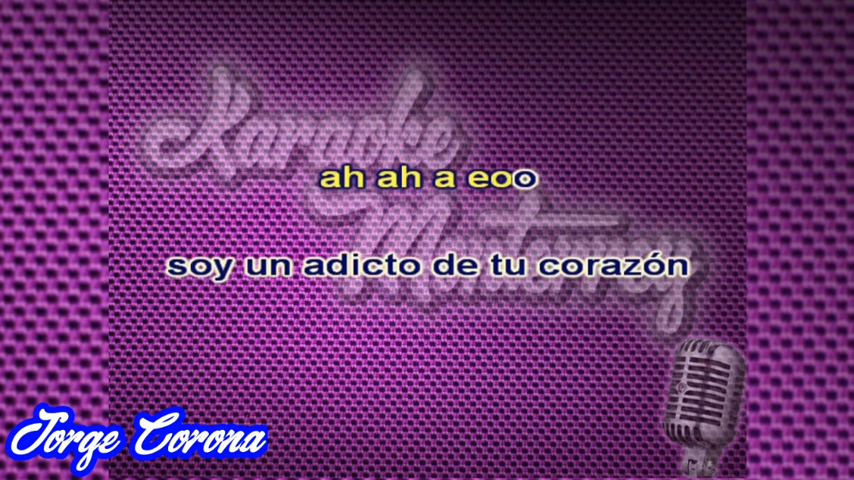 Karaoke
ah ah a eoo
Monterrey
soy un adicto de tu corazón
Jorge Corona